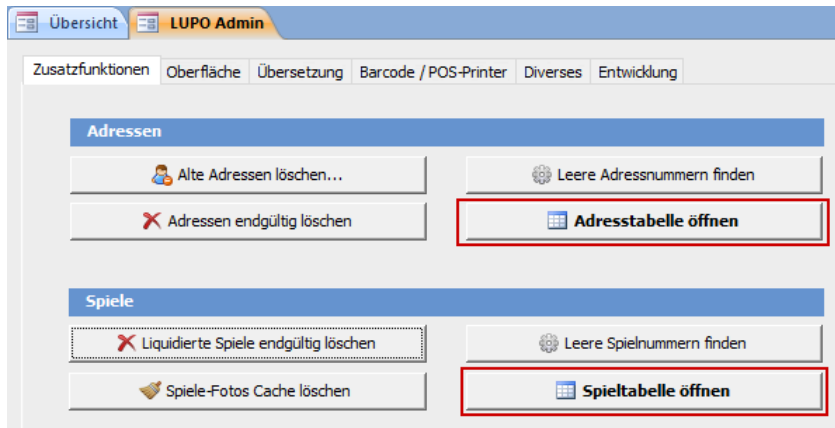 Übersicht LUPO Admin
Zusatzfunktionen Oberfläche Übersetzung Barcode / POS-Printer Diverses Entwicklung
Adressen
Alte Adressen löschen... Leere Adressnummern finden
Adressen endgültig löschen Adresstabelle öffnen
Spiele
Liquidierte Spiele endgültig löschen Leere Spielnummern finden
Spiele-Fotos Cache löschen Spieltabelle öffnen